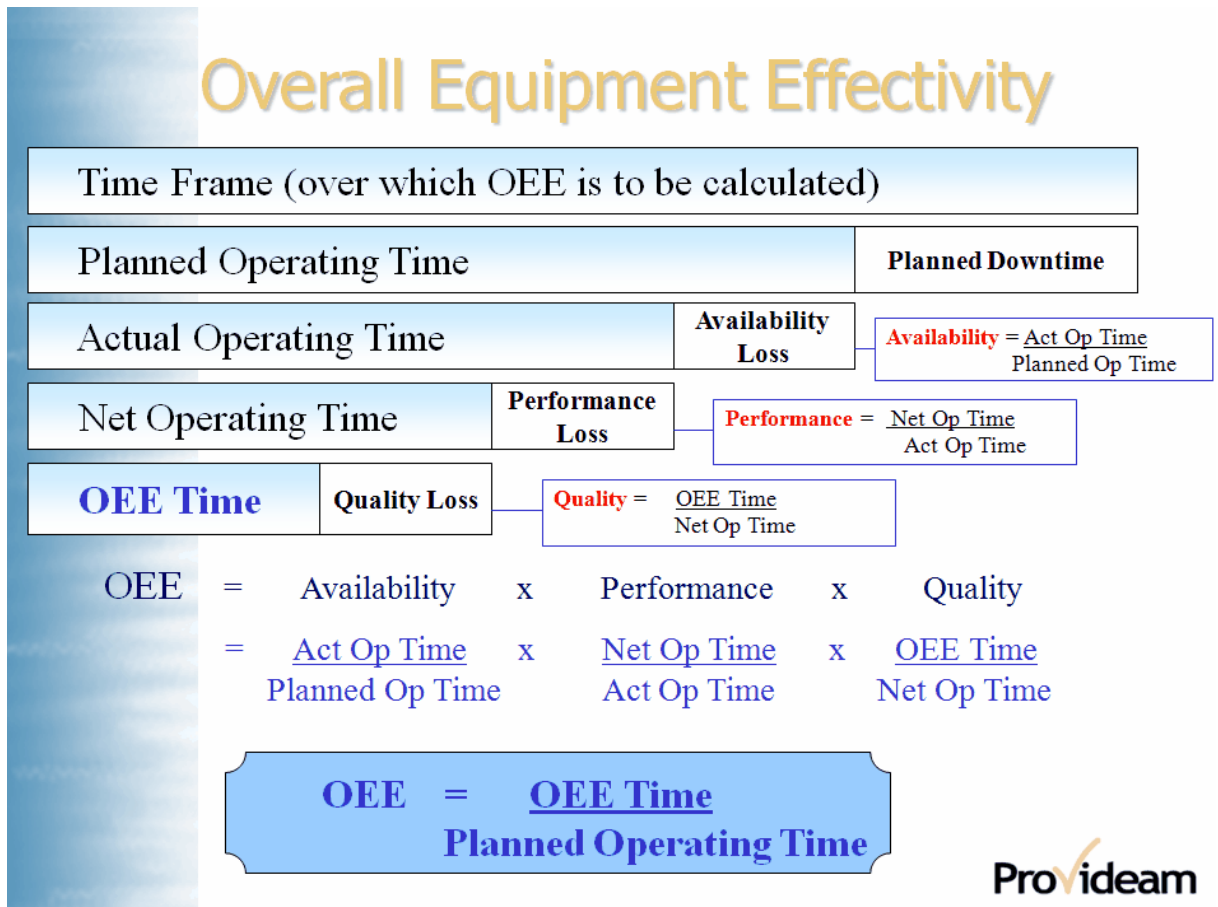 Overall Equipment Effectivity
Time Frame (over which OEE is to be calculated)
Planned Operating Time
Planned Downtime
Actual Operating Time
Availability
Loss
Availability = Act Op Time
Planned Op Time
Net Operating Time
Performance
Loss
Performance = Net Op Time
Act Op Time
OEE Time
Quality Loss
Quality = OEE Time
Net Op Time
OEE = Availability x Performance x Quality
= Act Op Time x Net Op Time x OEE Time
Planned Op Time Act Op Time Net Op Time
OEE = OEE Time
Planned Operating Time
Provideam